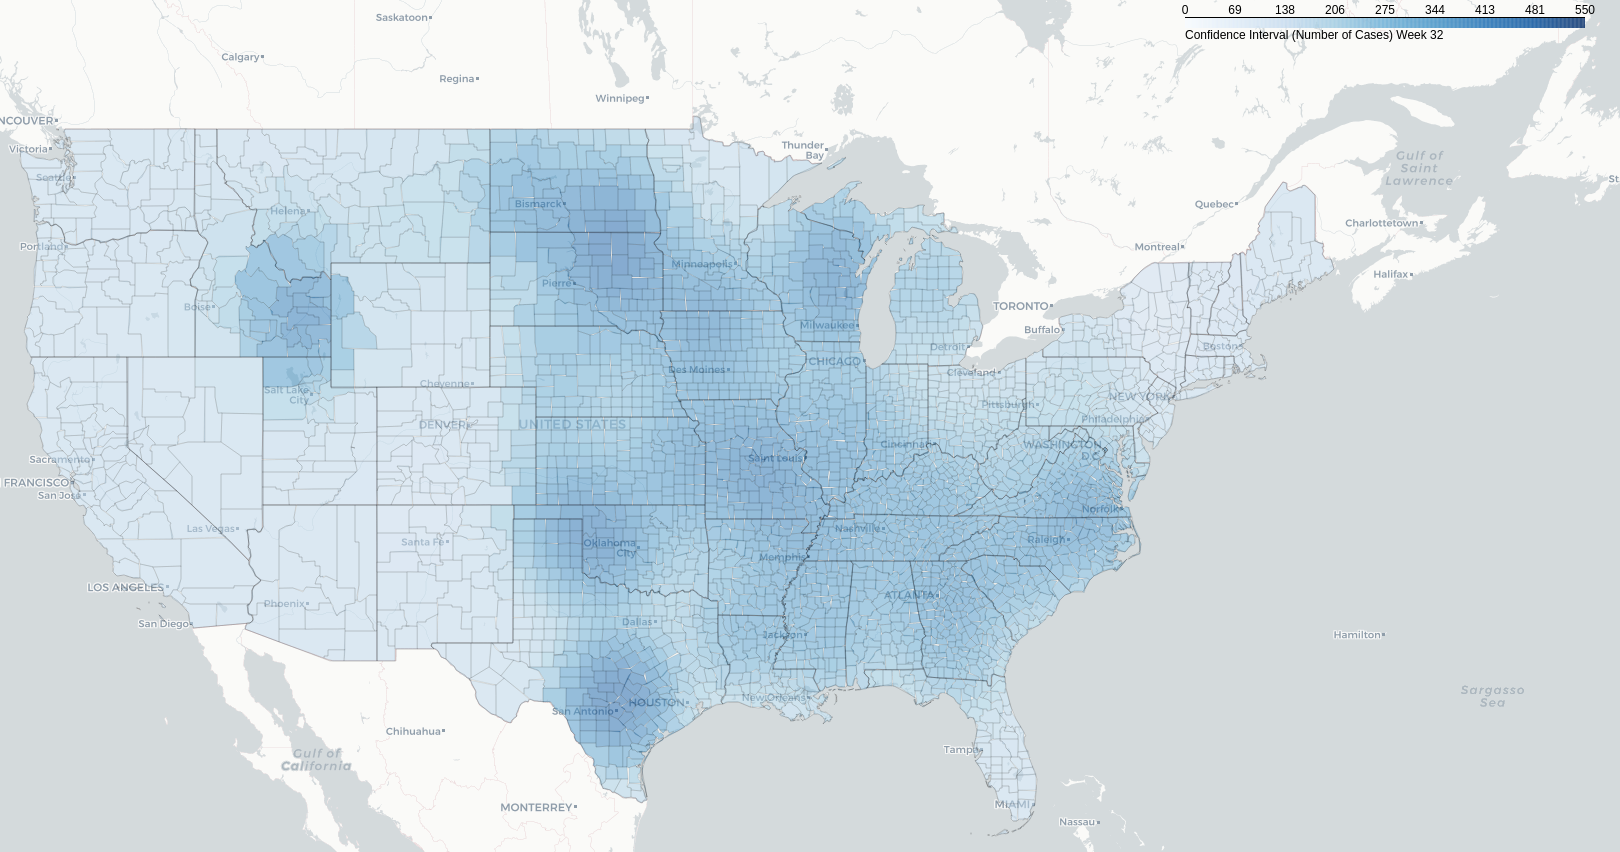 0 69 138 206 275 344 413 481 550
Confidence Interval (Number of Cases) Week 32
Saskatoon
Calgary
Regina
Winnipeg
NCOUVER
Victoria
Seattle
Thunder
Bay
Gulf of
Saint
Lawrence
St
Quebec
Charlottetown
Helena
Bismarck
Portland
Montreal
Minneapolis
Halifax
Pierre
Boise
TORONTO
Milwaukee
Buffalo
Detroit
Boston
CHICAGO
Des Moines
Cleveland
Cheyenne
Salt Lake
City
NEW YORK
Pittsburgh
Philadelphia
DENVER
UNITED STATES
Cincinnati
WASHINGTON,
D.C.
Sacramento
Saint Louis
FRANCISCO
San Jose
Norfolk
Las Vegas
Nashville
Santa Fe
Oklahoma
City
Raleigh
Memphis
LOS ANGELES
ATLANTA
Phoenix
San Diego
Dallas
Jackson
Hamilton
Sargasso
Sea
New Orleans
HOUSTON
San Antonio
Chihuahua
Gulf of
California
Tampa
MONTERREY
MIAMI
Nassau